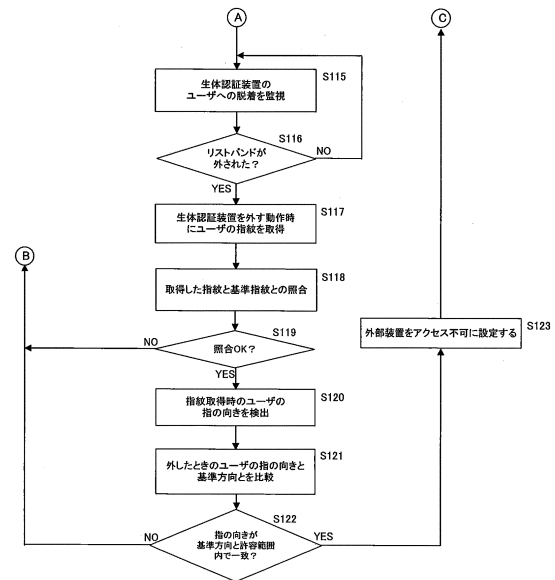 A
C
生体認証装置の
ユーザへの脱着を監視
S115
リストバンドが
外された？
S116
NO
YES
生体認証装置を外す動作時
にユーザの指紋を取得
S117
B
取得した指紋と基準指紋との照合
S118
照合OK？
S119
NO
YES
外部装置をアクセス不可に設定する
S123
指紋取得時のユーザの
指の向きを検出
S120
外したときのユーザの指の向きと
基準方向とを比較
S121
指の向きが
基準方向と許容範囲
内で一致？
S122
NO
YES